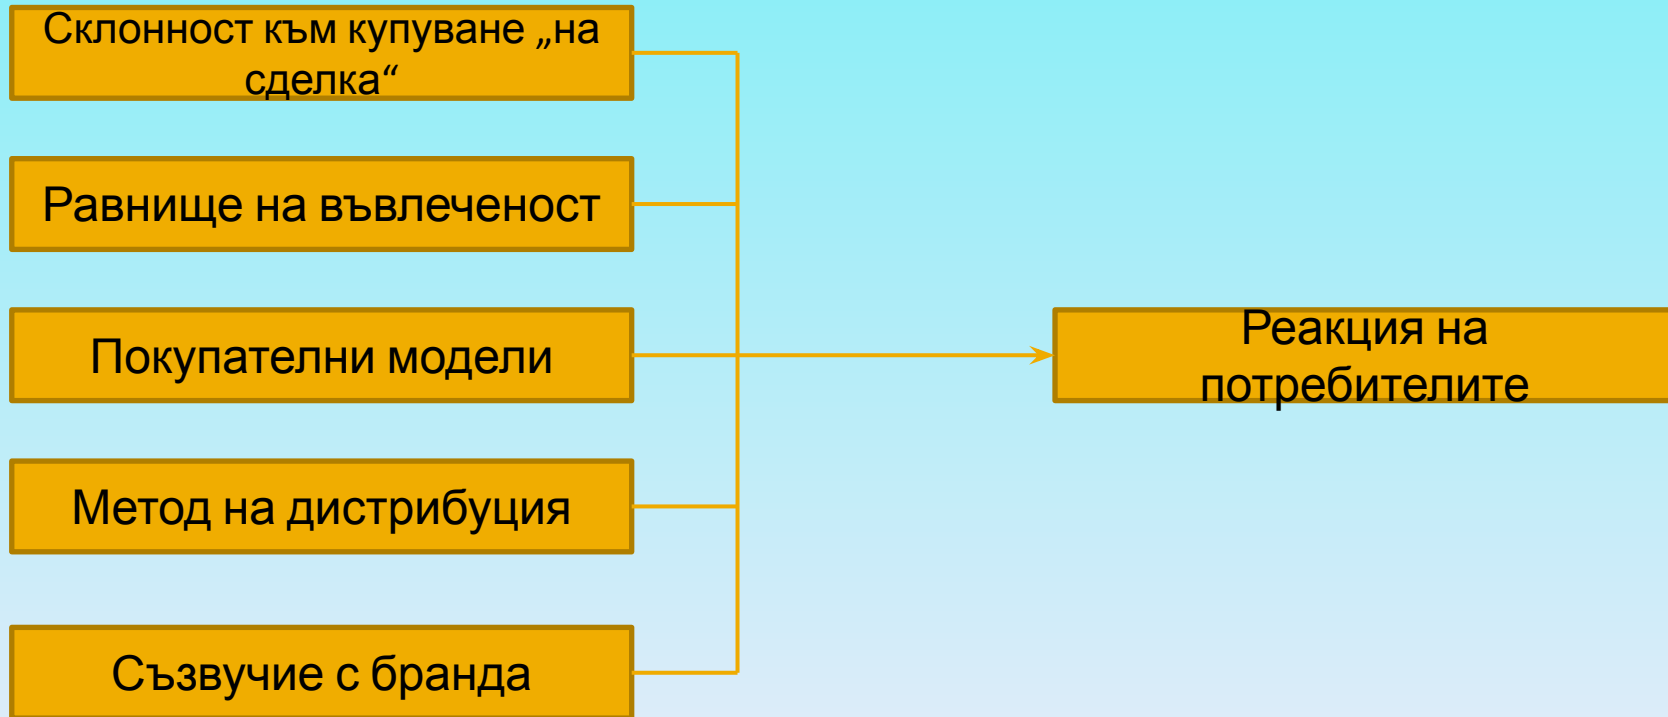 Склонност към купуване „на
сделка“
Равнище на въвлеченост
Покупателни модели
Реакция на
потребителите
Метод на дистрибуция
Съзвучие с бранда